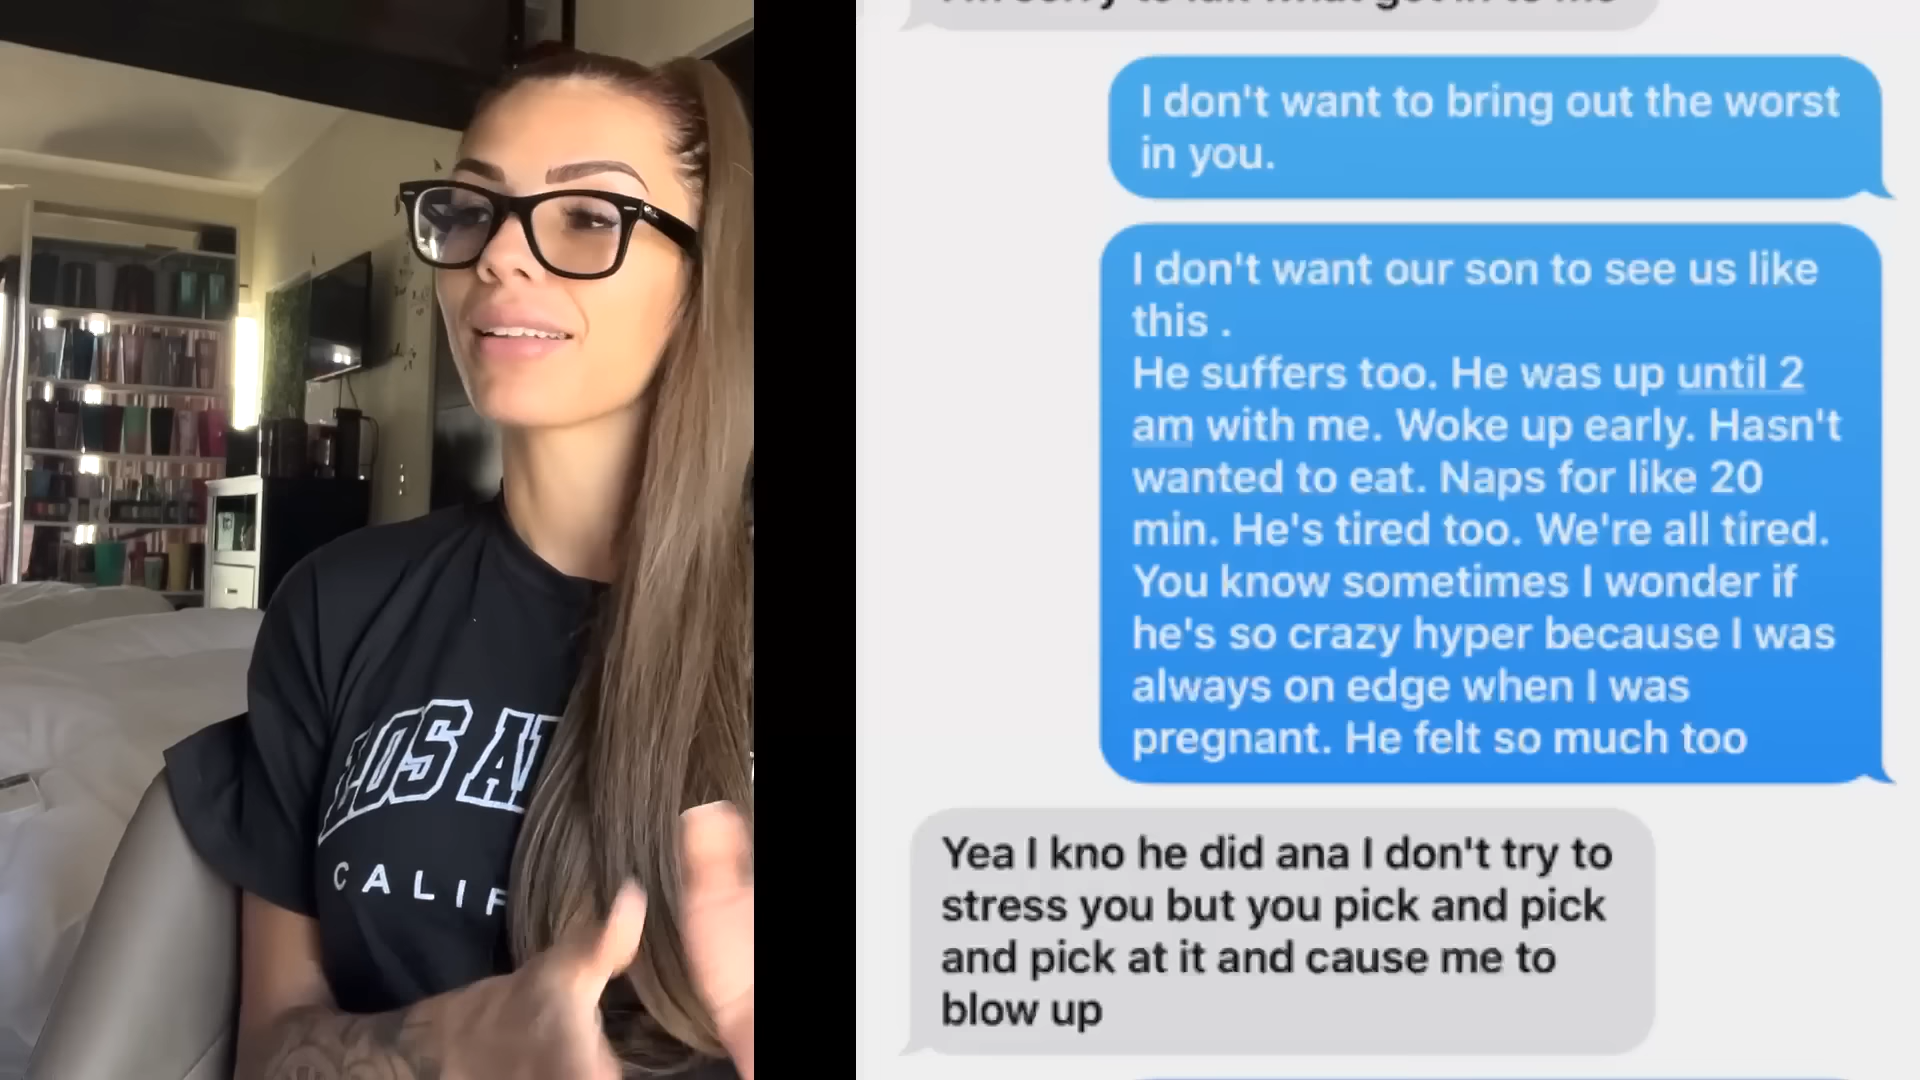 I don't want to bring out the worst
in you.
I don't want our son to see us like
this .
He suffers too. He was up until 2
am with me. Woke up early. Hasn't
wanted to eat. Naps for like 20
min. He's tired too. We're all tired.
You know sometimes I wonder if
he's so crazy hyper because I was
always on edge when I was
pregnant. He felt so much too
Yea I kno he did ana I don't try to
stress you but you pick and pick
and pick at it and cause me to
blow up
LOS
CALIF